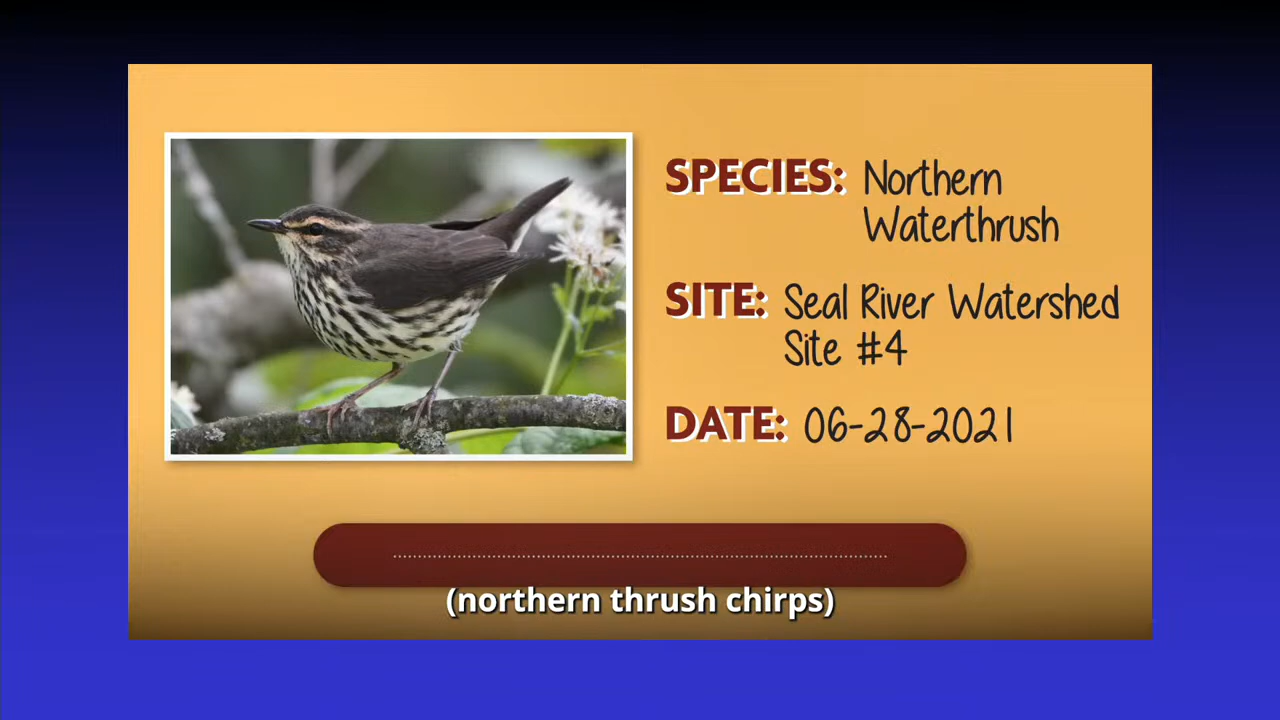 SPECIES: Northern
Waterthrush
SITE: Seal River Watershed
Site #4
DATE: 06-28-2021
(northern thrush chirps)